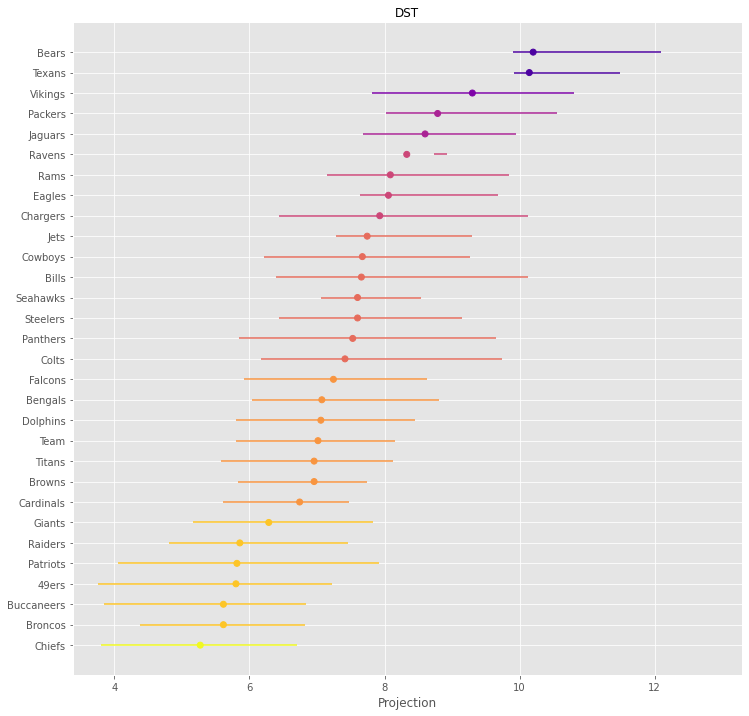 DST
Bears
Texans
Vikings
Packers
Jaguars
Ravens
Rams
Eagles
Chargers
Jets
Cowboys
Bills
Seahawks
Steelers
Panthers
Colts
Falcons
Bengals
Dolphins
Team
Titans
Browns
Cardinals
Giants
Raiders
Patriots
49ers
Buccaneers
Broncos
Chiefs
4 6 8 10 12
Projection